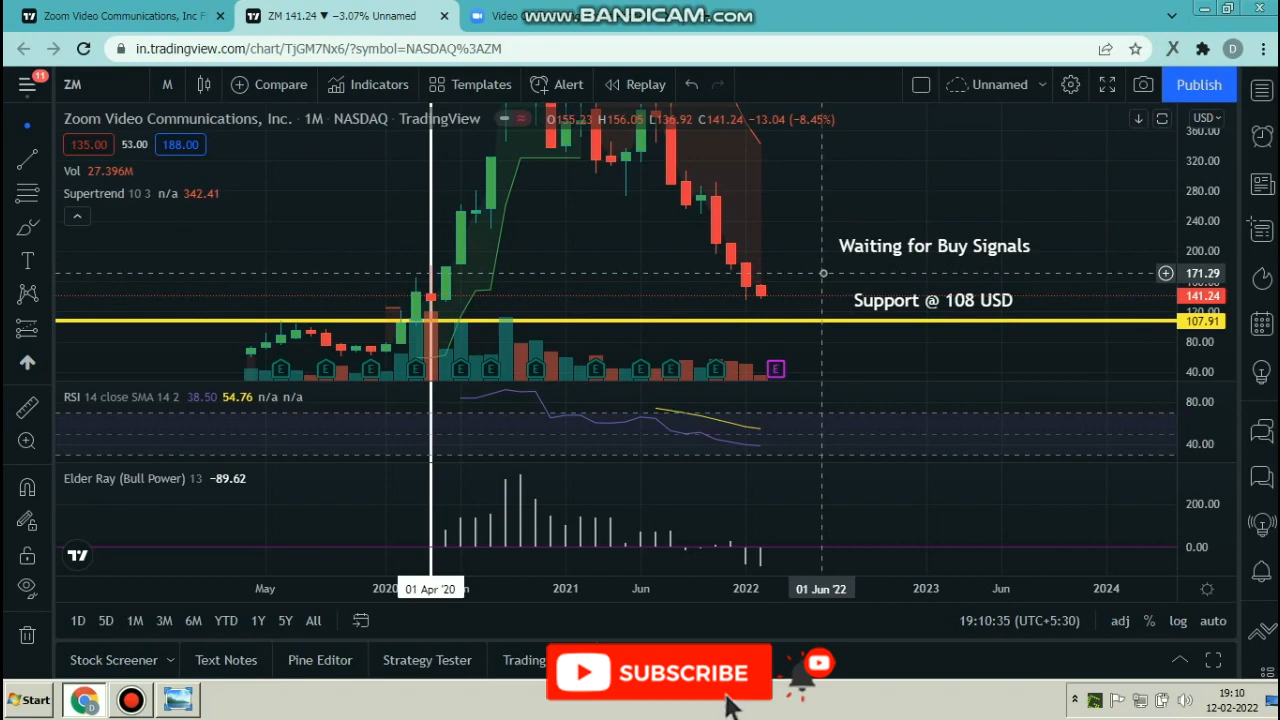 Zoom Video Communications, Inc F
ZM 141.24 ▼ −3.07% Unnamed
Video
www.BANDICAM.com
in.tradingview.com/chart/TjGM7Nx6/?symbol=NASDAQ%3AZM
D
11
ZM
M
Compare
Indicators
Templates
Alert
Replay
Unnamed
Publish
Zoom Video Communications, Inc. · 1M · NASDAQ · TradingView
O155.23 H156.05 L136.92 C141.24 −13.04 (−8.45%)
USD
135.00 53.00 188.00
Vol 27.396M
Supertrend 10 3 n/a 342.41
360.00
320.00
280.00
240.00
200.00
171.29
141.24
120.00
107.91
80.00
40.00
Waiting for Buy Signals
Support @ 108 USD
E E E E E E E E E E E E
RSI 14 close SMA 14 2 38.50 54.76 n/a n/a
80.00
40.00
Elder Ray (Bull Power) 13 −89.62
200.00
0.00
May 2020 01 Apr '20 2021 Jun 2022 01 Jun '22 2023 Jun 2024
1D 5D 1M 3M 6M YTD 1Y 5Y All
19:10:35 (UTC+5:30) adj % log auto
Stock Screener Text Notes Pine Editor Strategy Tester Trading
SUBSCRIBE
Start
19:10
12-02-2022